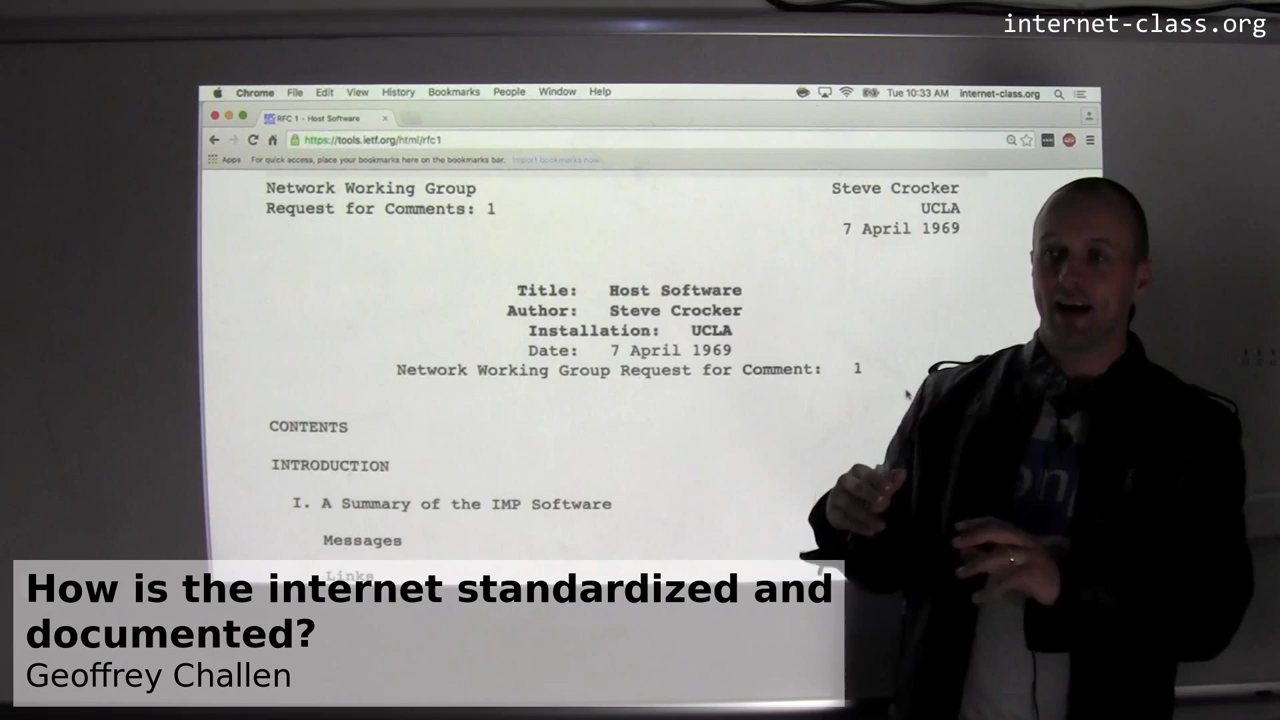 internet-class.org
Chrome File Edit View History Bookmarks People Window Help Tue 10:33 AM internet-class.org
RFC 1 - Host Software
https://tools.ietf.org/html/rfc1
Apps For quick access, place your bookmarks here on the bookmarks bar. Import bookmarks now...
Network Working Group Steve Crocker
Request for Comments: 1 UCLA
7 April 1969
Title: Host Software
Author: Steve Crocker
Installation: UCLA
Date: 7 April 1969
Network Working Group Request for Comment: 1
CONTENTS
INTRODUCTION
I. A Summary of the IMP Software
Messages
Links
How is the internet standardized and
documented?
Geoffrey Challen